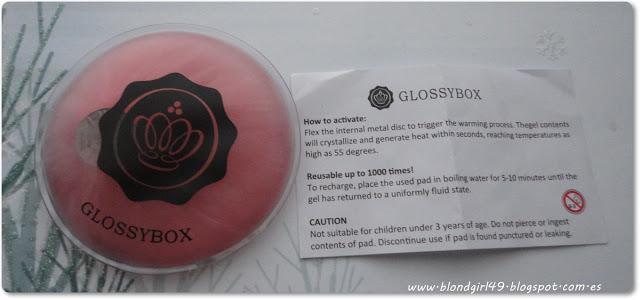 GLOSSYBOX
GLOSSYBOX
How to activate:
Flex the internal metal disc to trigger the warming process. Thegel contents
will crystallize and generate heat within seconds, reaching temperatures as
high as 55 degrees.
Reusable up to 1000 times!
To recharge, place the used pad in boiling water for 5-10 minutes until the
gel has returned to a uniformly fluid state.
CAUTION
Not suitable for children under 3 years of age. Do not pierce or ingest
contents of pad. Discontinue use if pad is found punctured or leaking.
www.blondgirl49.blogspot.com.es